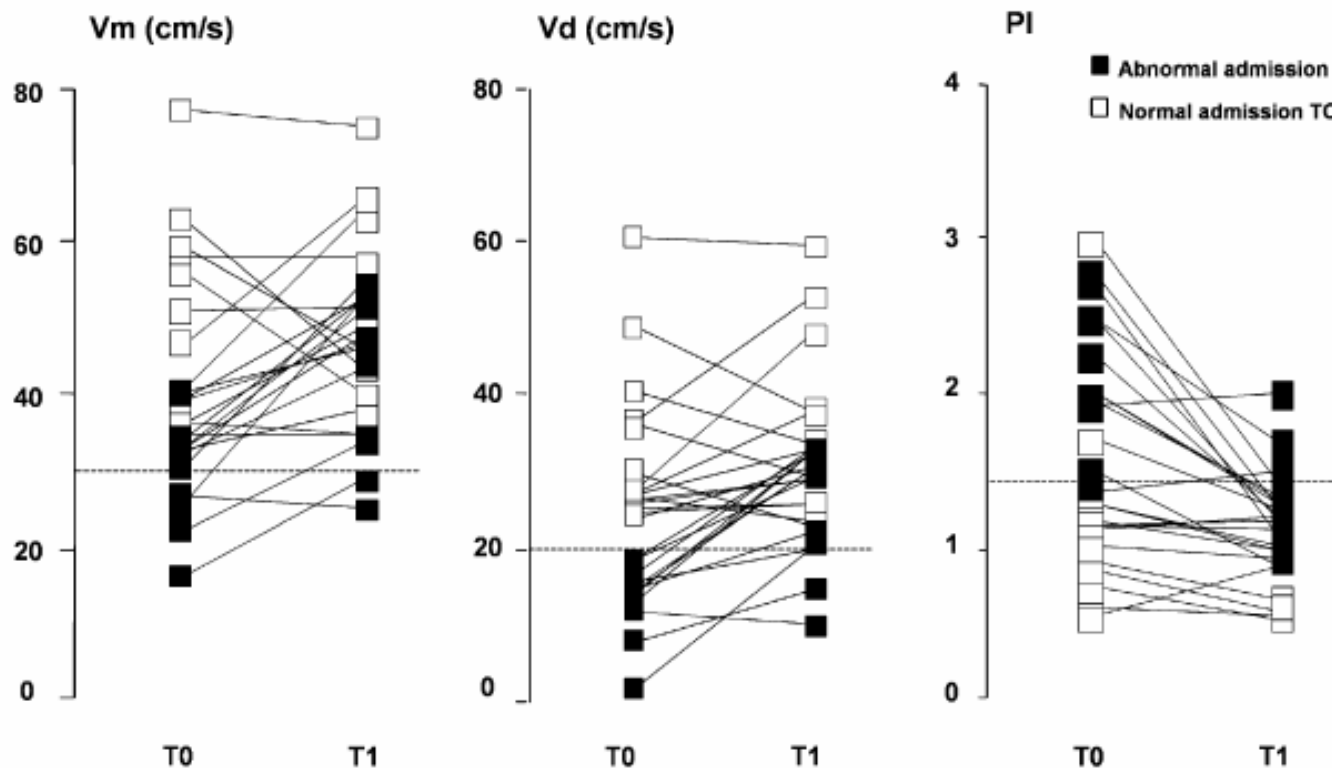 Vm (cm/s)
80
60
40
20
0
T0
T1
Vd (cm/s)
80
60
40
20
0
T0
T1
PI
Abnormal admission
Normal admission TC
4
3
2
1
0
T0
T1